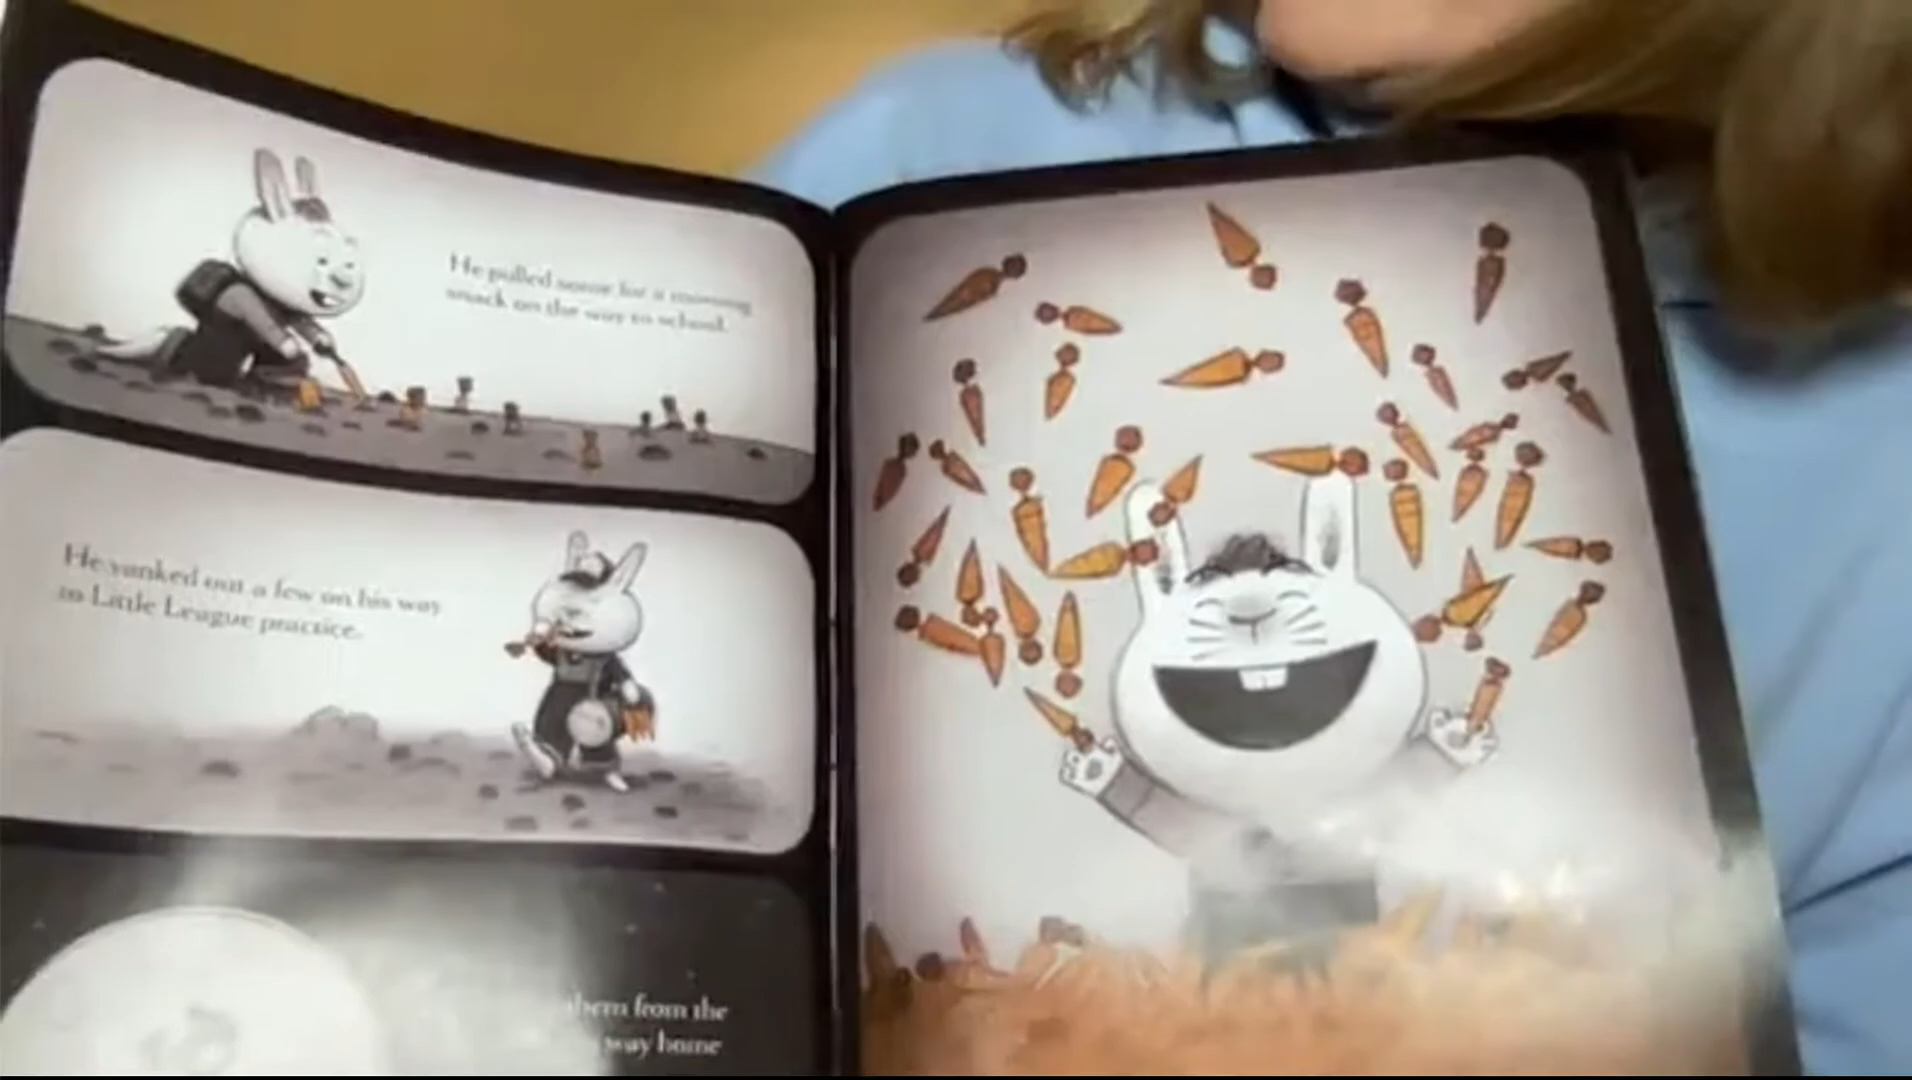 He pulled some for a morning
snack on the way to school.
He yanked out a few on his way
to Little League practice.
them from the
way home